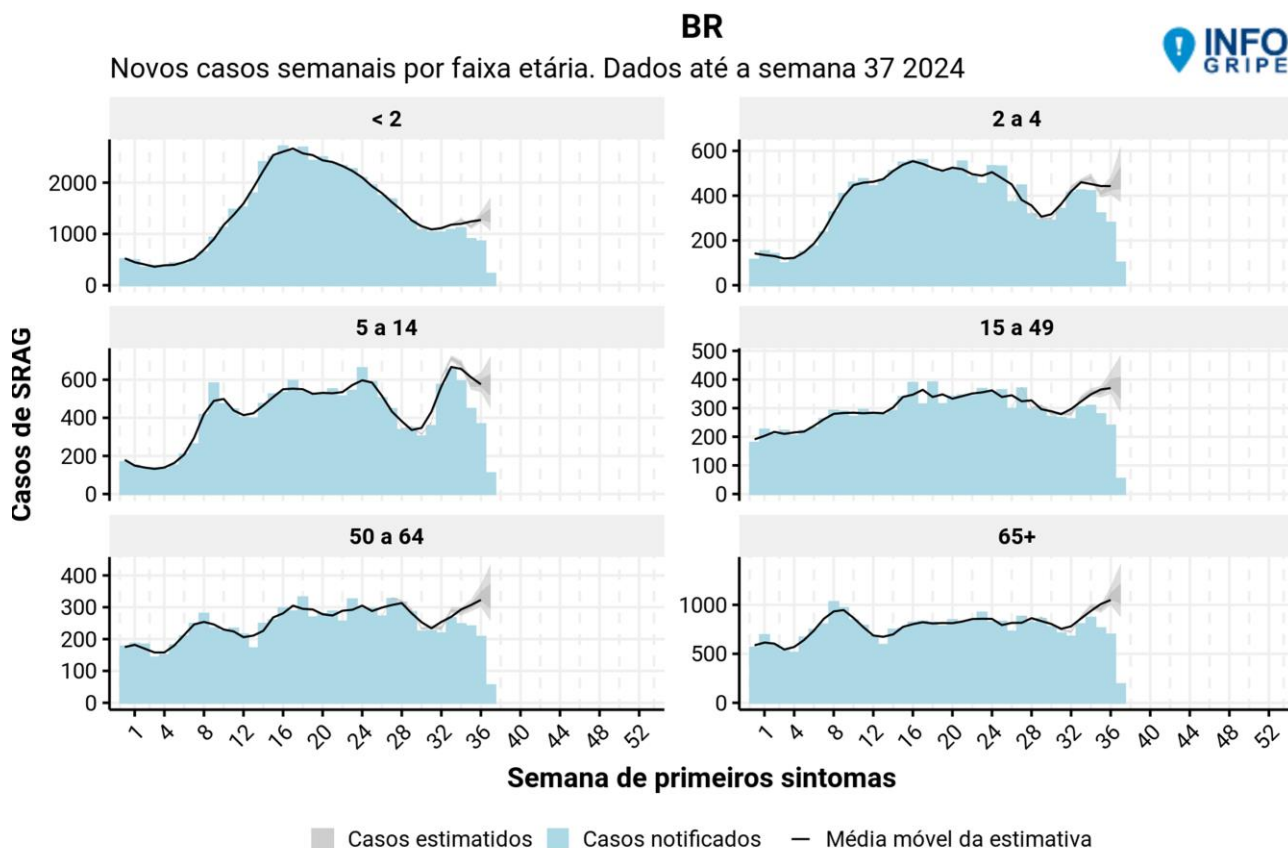 BR
INFO
GRIPE
Novos casos semanais por faixa etária. Dados até a semana 37 2024
< 2
2 a 4
2000
1000
0
600
400
200
0
5 a 14
15 a 49
600
400
200
0
500
400
300
200
100
0
50 a 64
65+
400
300
200
100
0
1000
500
0
Casos de SRAG
1 4 8 12 16 20 24 28 32 36 40 44 48 52
1 4 8 12 16 20 24 28 32 36 40 44 48 52
Semana de primeiros sintomas
Casos estimatidos Casos notificados Média móvel da estimativa